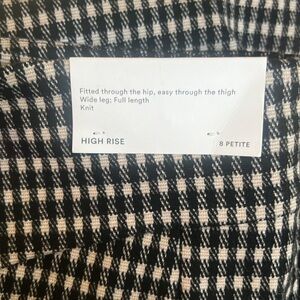 Fitted through the hip, easy through the thigh
Wide leg; Full length
Knit
HIGH RISE
8 PETITE